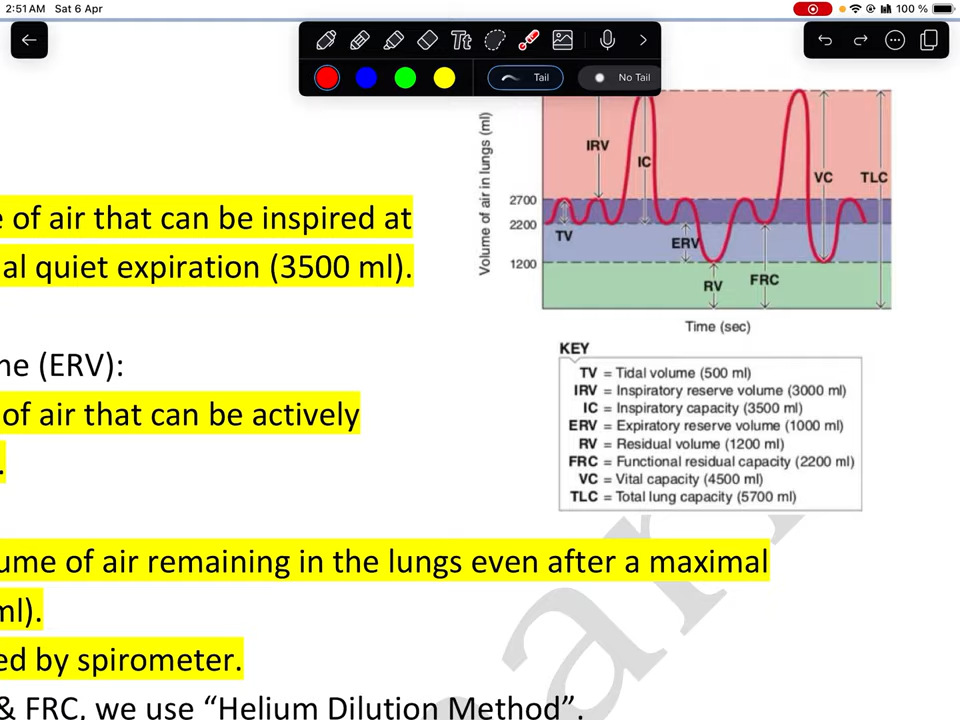 2:51AM Sat 6 Apr
100 %
Tt
Tail
No Tail
Volume of air in lungs (ml)
IRV
IC
VC
TLC
2700
2200
TV
ERV
1200
RV
FRC
Time (sec)
of air that can be inspired at
al quiet expiration (3500 ml).
ne (ERV):
of air that can be actively
.
ume of air remaining in the lungs even after a maximal
ml).
ed by spirometer.
& FRC, we use “Helium Dilution Method”.
KEY
TV = Tidal volume (500 ml)
IRV = Inspiratory reserve volume (3000 ml)
IC = Inspiratory capacity (3500 ml)
ERV = Expiratory reserve volume (1000 ml)
RV = Residual volume (1200 ml)
FRC = Functional residual capacity (2200 ml)
VC = Vital capacity (4500 ml)
TLC = Total lung capacity (5700 ml)